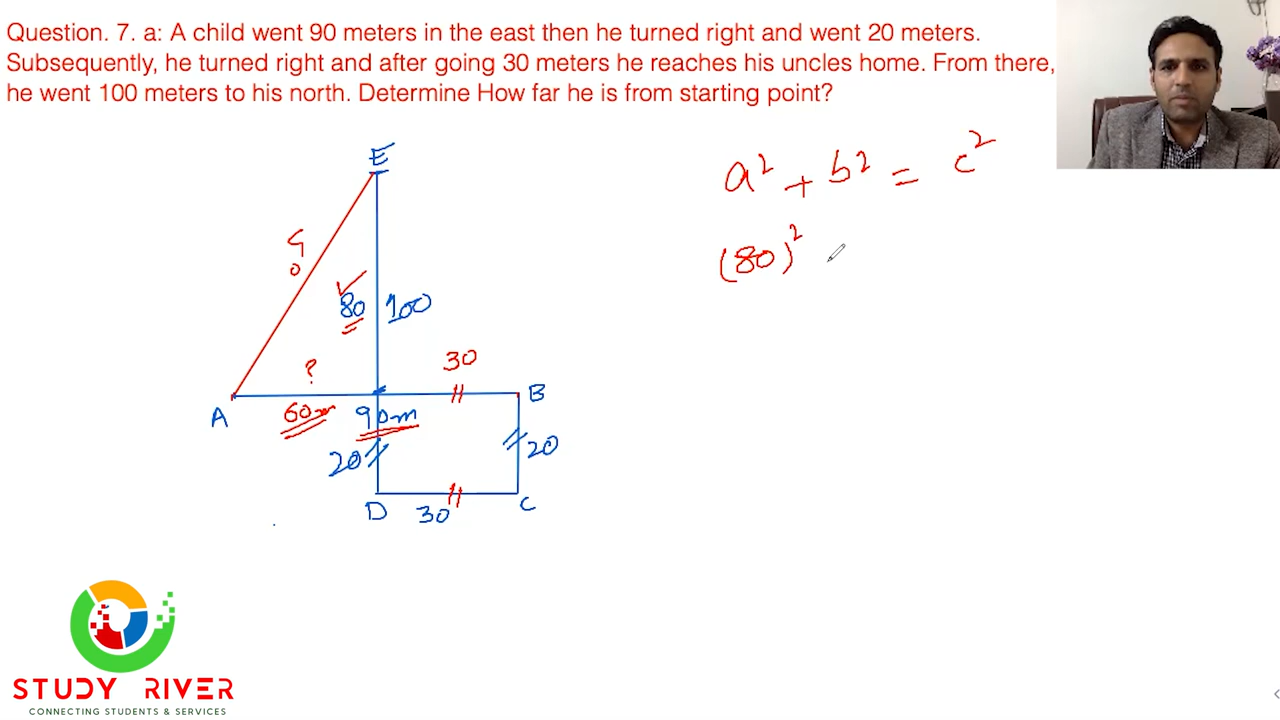 Question. 7. a: A child went 90 meters in the east then he turned right and went 20 meters.
Subsequently, he turned right and after going 30 meters he reaches his uncles home. From there,
he went 100 meters to his north. Determine How far he is from starting point?
E
a² + b² = c²
(80)²
80
100
?
30
A
60m
90m
B
20
20
D
30
C
STUDY RIVER
CONNECTING STUDENTS & SERVICES